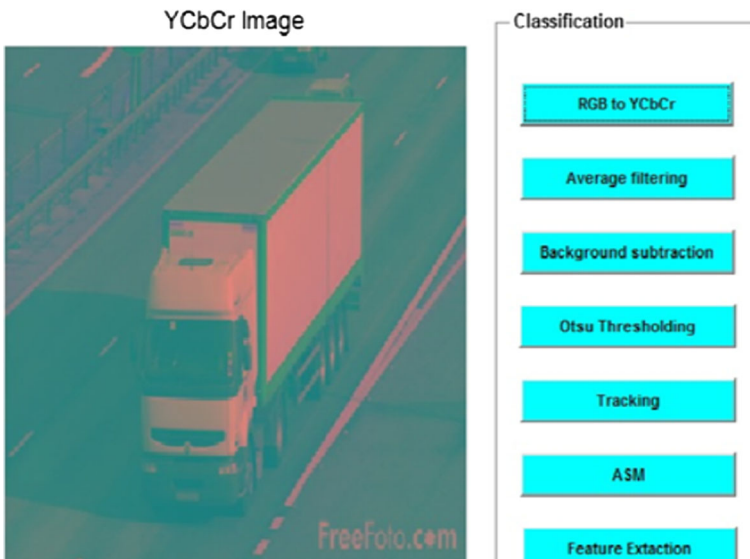 YCbCr Image
Classification
RGB to YCbCr
Average filtering
Background subtraction
Otsu Thresholding
Tracking
ASM
Feature Extaction
FreeFoto.com